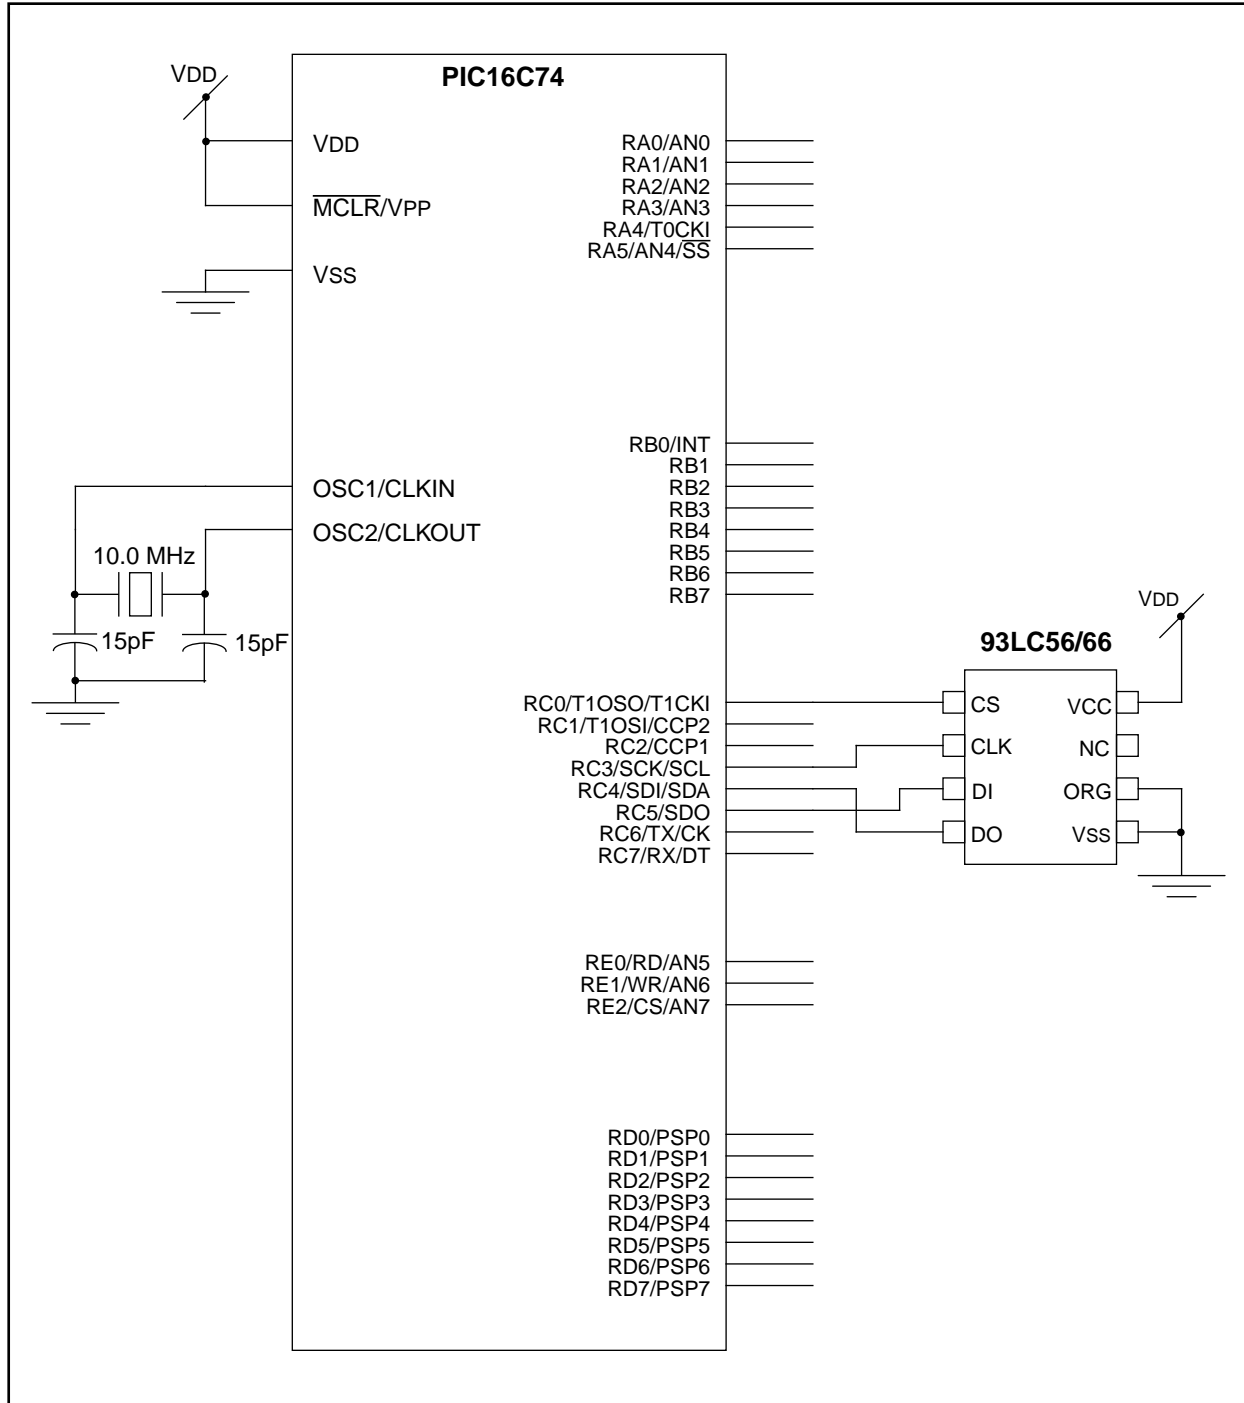 PIC16C74
VDD
VDD
MCLR/VPP
VSS
OSC1/CLKIN
OSC2/CLKOUT
10.0 MHz
15pF
15pF
RA0/AN0
RA1/AN1
RA2/AN2
RA3/AN3
RA4/T0CKI
RA5/AN4/SS
RB0/INT
RB1
RB2
RB3
RB4
RB5
RB6
RB7
RC0/T1OSO/T1CKI
RC1/T1OSI/CCP2
RC2/CCP1
RC3/SCK/SCL
RC4/SDI/SDA
RC5/SDO
RC6/TX/CK
RC7/RX/DT
RE0/RD/AN5
RE1/WR/AN6
RE2/CS/AN7
RD0/PSP0
RD1/PSP1
RD2/PSP2
RD3/PSP3
RD4/PSP4
RD5/PSP5
RD6/PSP6
RD7/PSP7
VDD
93LC56/66
CS
CLK
DI
DO
VCC
NC
ORG
VSS